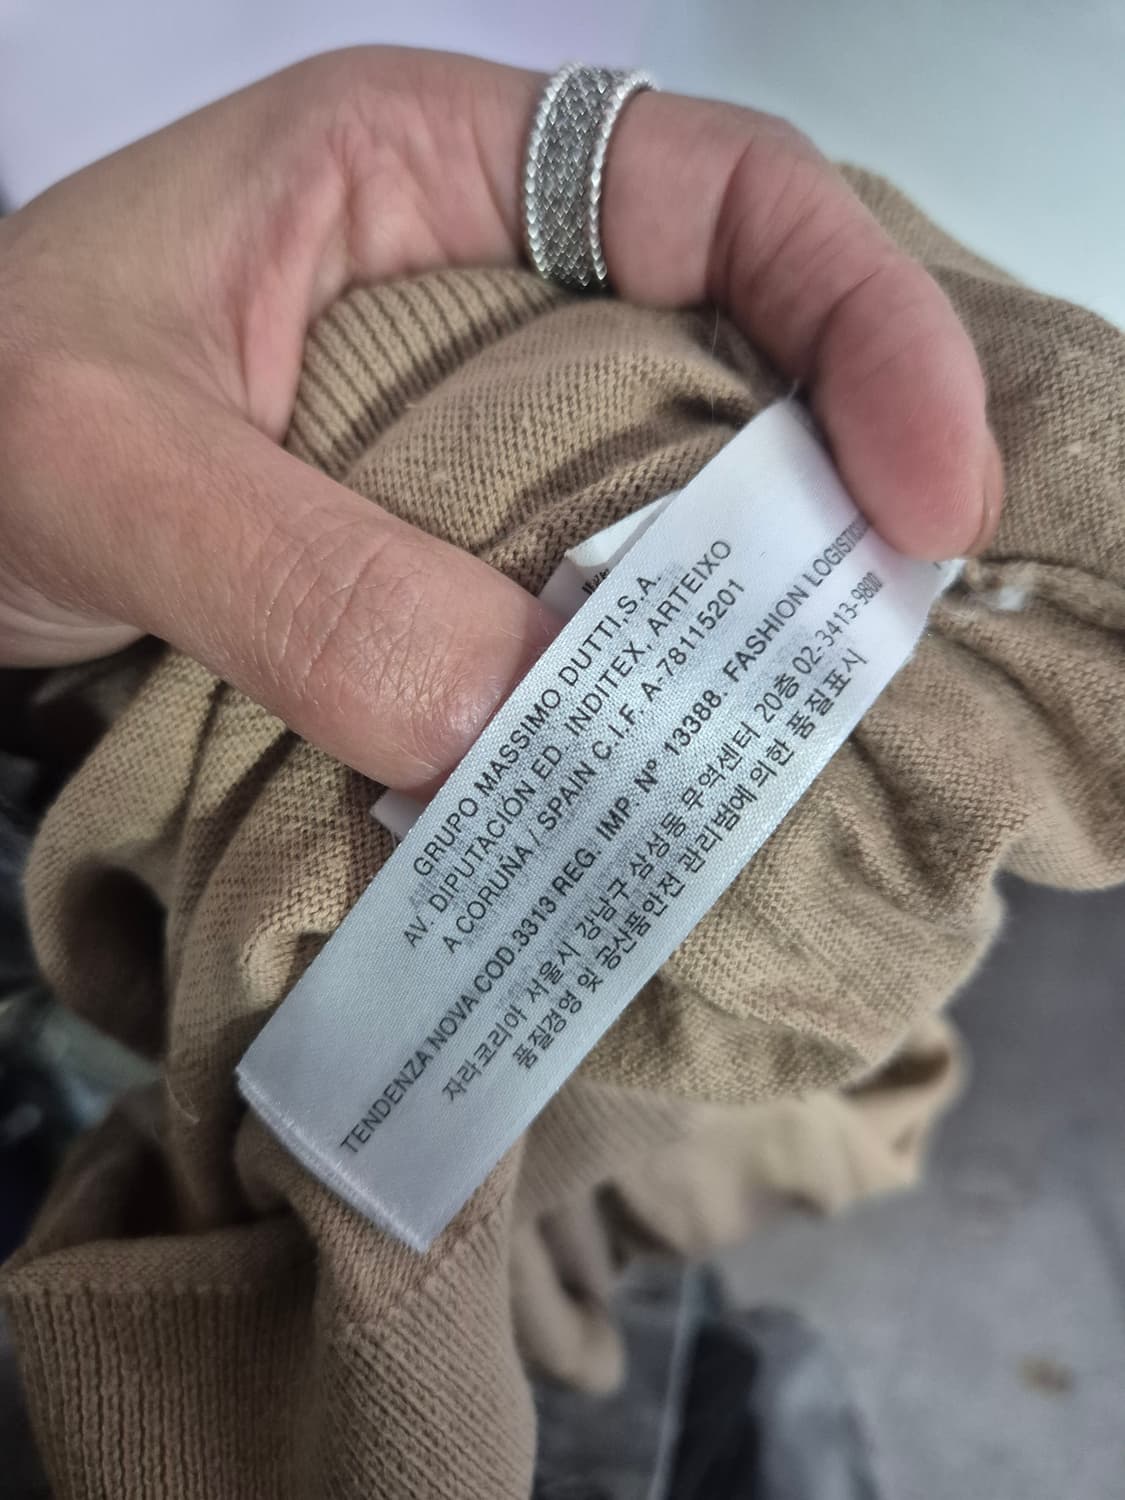 GRUPO MASSIMO DUTTI,S.A.
AV. DIPUTACIÓN ED. INDITEX, ARTEIXO
A CORUÑA / SPAIN C.I.F. A-78115201
TENDENZA NOVA COD.3313 REG. IMP. Nº 13388. FASHION
자라코리아 서울시 강남구 삼성동 무역센터 20층 02-3413-9800
품질경영 및 공산품안전 관리법에 의한 품질표시